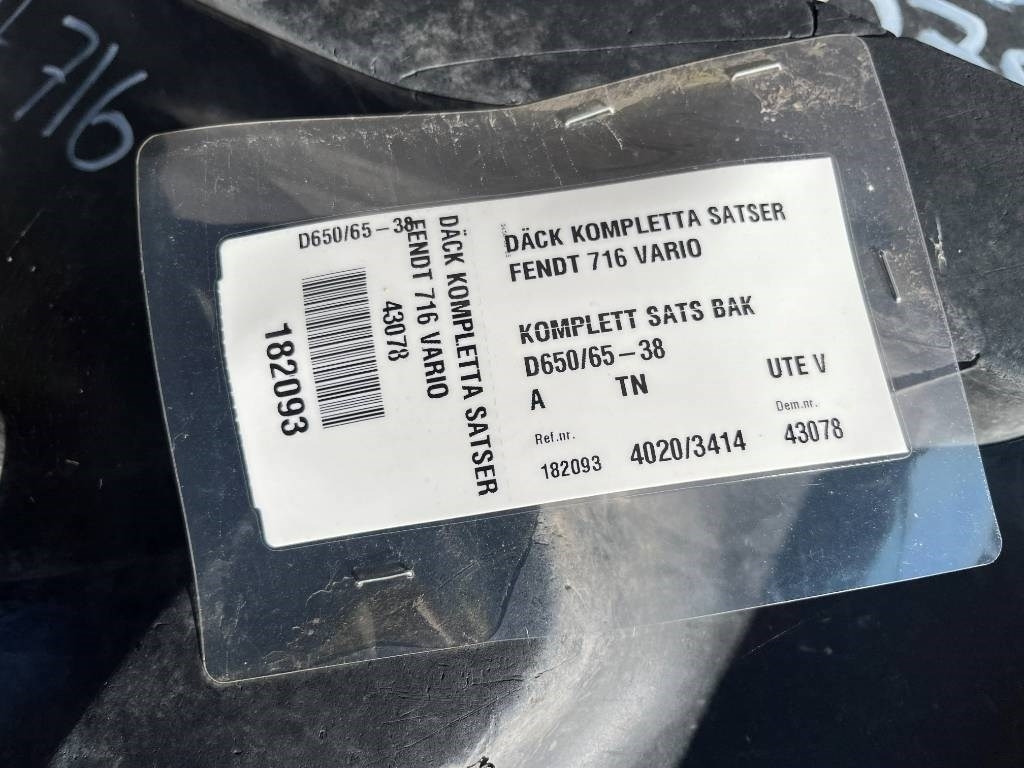 716
D650/65-38
182093
43078
FENDT 716 VARIO
DÄCK KOMPLETTA SATSER
DÄCK KOMPLETTA SATSER
FENDT 716 VARIO
KOMPLETT SATS BAK
D650/65-38
A TN UTE V
Ref.nr. Dem.nr.
182093 4020/3414 43078